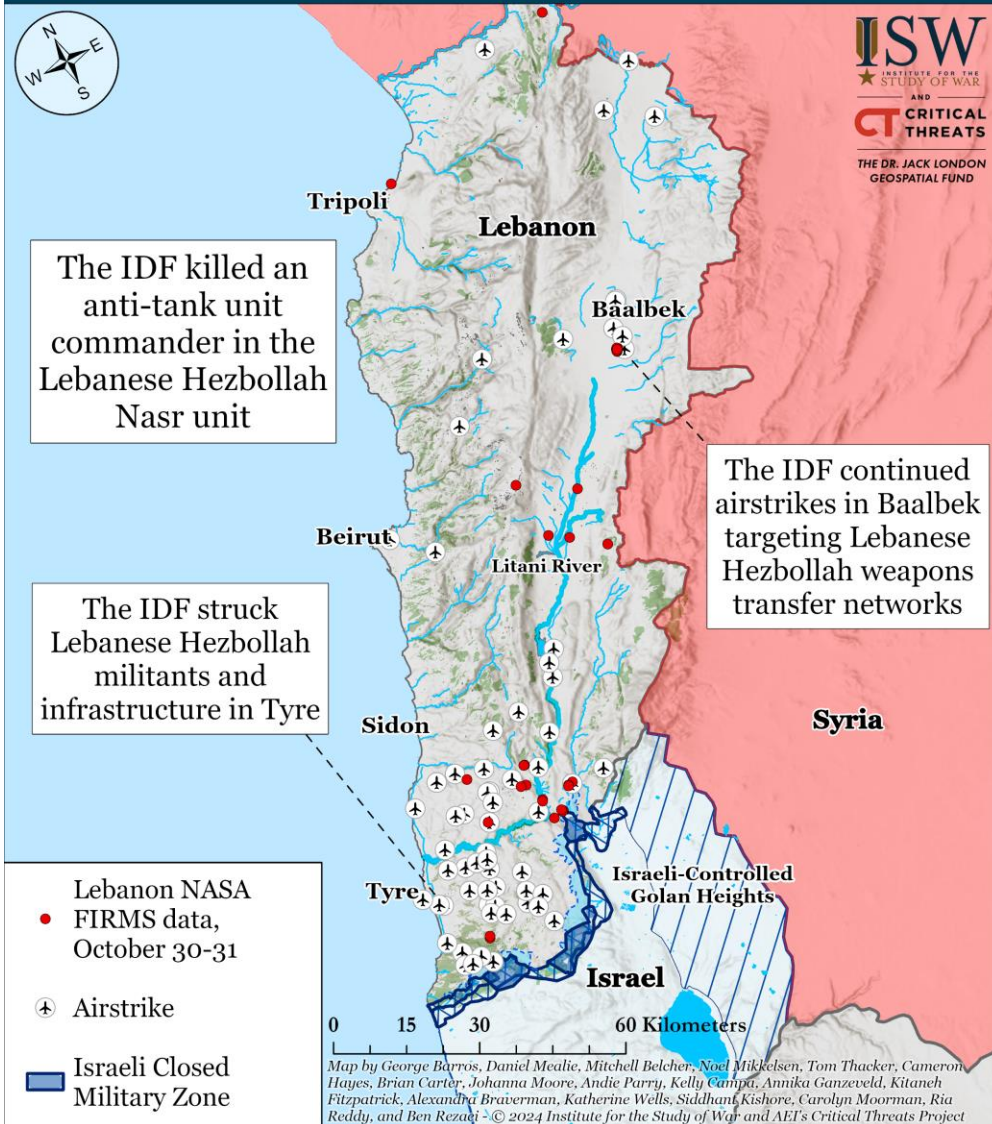 N
E
W
S
ISW
INSTITUTE FOR THE
STUDY OF WAR
AND
CT CRITICAL
THREATS
THE DR. JACK LONDON
GEOSPATIAL FUND
Tripoli
Lebanon
The IDF killed an
anti-tank unit
commander in the
Lebanese Hezbollah
Nasr unit
Baalbek
The IDF continued
airstrikes in Baalbek
targeting Lebanese
Hezbollah weapons
transfer networks
Beirut
Litani River
The IDF struck
Lebanese Hezbollah
militants and
infrastructure in Tyre
Sidon
Syria
Tyre
Israeli-Controlled
Golan Heights
Israel
Lebanon NASA
FIRMS data,
October 30-31
Airstrike
Israeli Closed
Military Zone
0 15 30 60 Kilometers
Map by George Barros, Daniel Mealie, Mitchell Belcher, Noel Mikkelsen, Tom Thacker, Cameron
Hayes, Brian Carter, Johanna Moore, Andie Parry, Kelly Campa, Annika Ganzeveld, Kitaneh
Fitzpatrick, Alexandra Braverman, Katherine Wells, Siddhant Kishore, Carolyn Moorman, Ria
Reddy, and Ben Rezaei - © 2024 Institute for the Study of War and AEI's Critical Threats Project